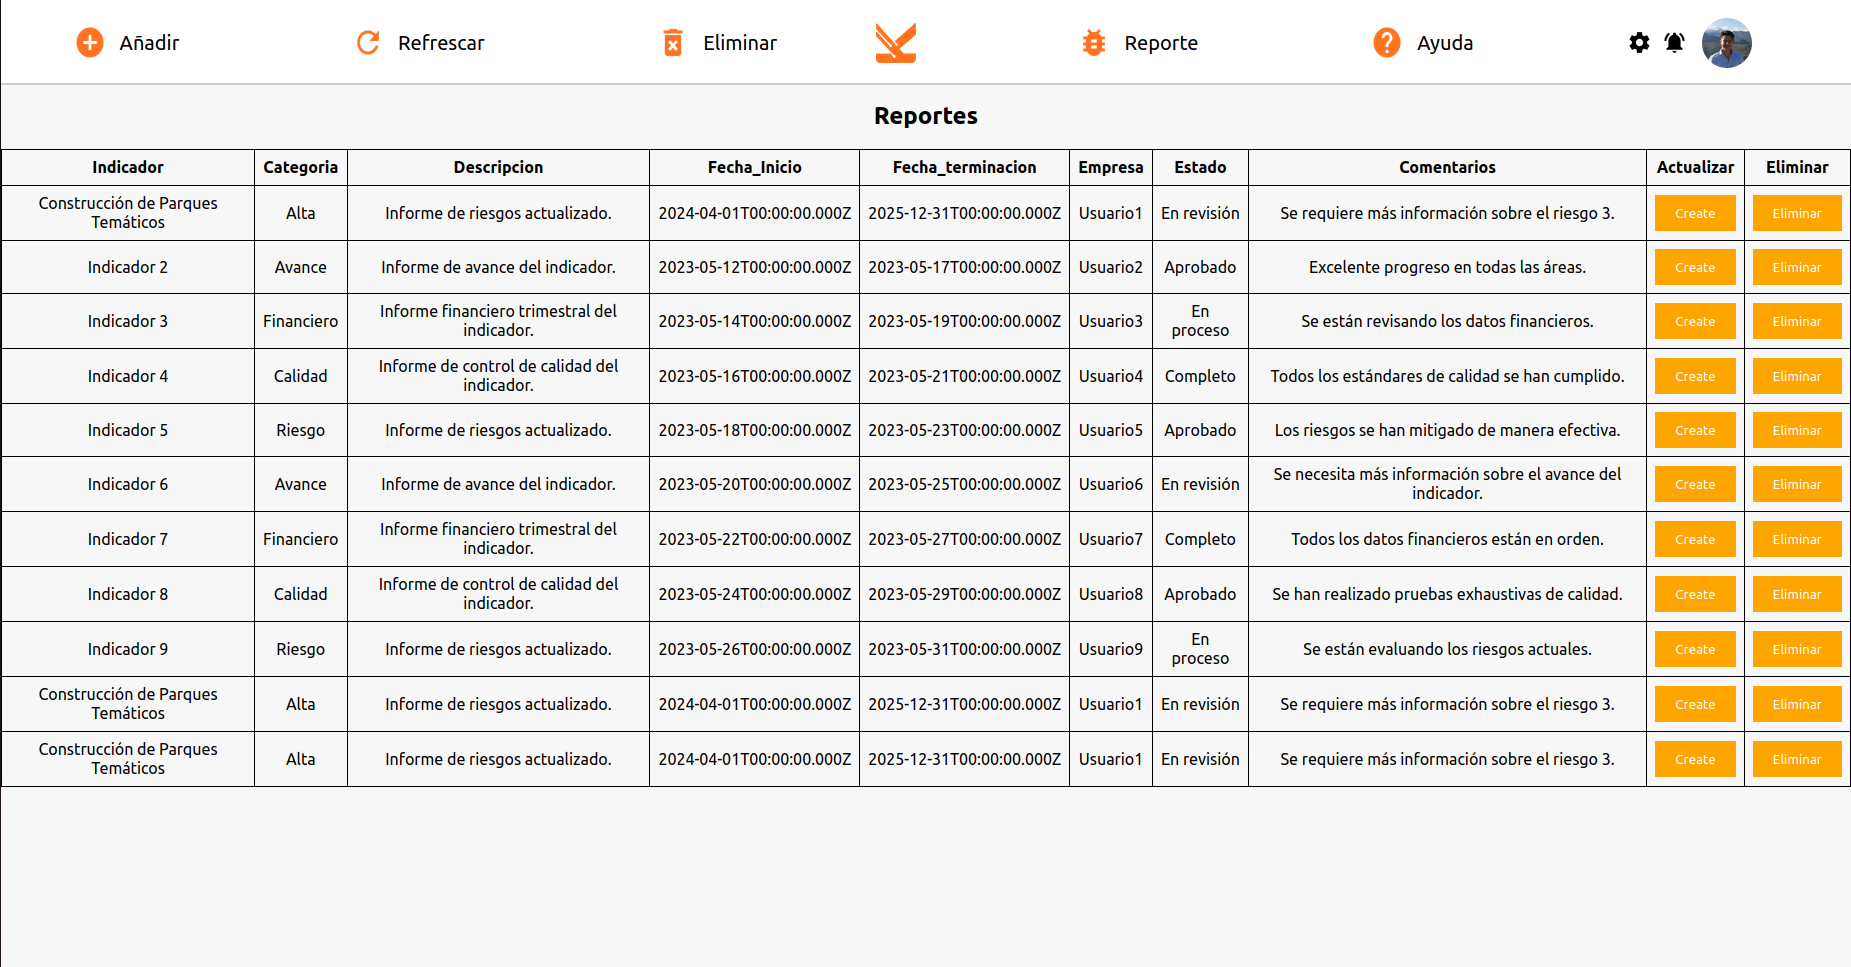 Añadir Refrescar Eliminar Reporte Ayuda
Reportes
Indicador Categoria Descripcion Fecha_Inicio Fecha_terminacion Empresa Estado Comentarios Actualizar Eliminar
Construcción de Parques Temáticos Alta Informe de riesgos actualizado. 2024-04-01T00:00:00.000Z 2025-12-31T00:00:00.000Z Usuario1 En revisión Se requiere más información sobre el riesgo 3. Create Eliminar
Indicador 2 Avance Informe de avance del indicador. 2023-05-12T00:00:00.000Z 2023-05-17T00:00:00.000Z Usuario2 Aprobado Excelente progreso en todas las áreas. Create Eliminar
Indicador 3 Financiero Informe financiero trimestral del indicador. 2023-05-14T00:00:00.000Z 2023-05-19T00:00:00.000Z Usuario3 En proceso Se están revisando los datos financieros. Create Eliminar
Indicador 4 Calidad Informe de control de calidad del indicador. 2023-05-16T00:00:00.000Z 2023-05-21T00:00:00.000Z Usuario4 Completo Todos los estándares de calidad se han cumplido. Create Eliminar
Indicador 5 Riesgo Informe de riesgos actualizado. 2023-05-18T00:00:00.000Z 2023-05-23T00:00:00.000Z Usuario5 Aprobado Los riesgos se han mitigado de manera efectiva. Create Eliminar
Indicador 6 Avance Informe de avance del indicador. 2023-05-20T00:00:00.000Z 2023-05-25T00:00:00.000Z Usuario6 En revisión Se necesita más información sobre el avance del indicador. Create Eliminar
Indicador 7 Financiero Informe financiero trimestral del indicador. 2023-05-22T00:00:00.000Z 2023-05-27T00:00:00.000Z Usuario7 Completo Todos los datos financieros están en orden. Create Eliminar
Indicador 8 Calidad Informe de control de calidad del indicador. 2023-05-24T00:00:00.000Z 2023-05-29T00:00:00.000Z Usuario8 Aprobado Se han realizado pruebas exhaustivas de calidad. Create Eliminar
Indicador 9 Riesgo Informe de riesgos actualizado. 2023-05-26T00:00:00.000Z 2023-05-31T00:00:00.000Z Usuario9 En proceso Se están evaluando los riesgos actuales. Create Eliminar
Construcción de Parques Temáticos Alta Informe de riesgos actualizado. 2024-04-01T00:00:00.000Z 2025-12-31T00:00:00.000Z Usuario1 En revisión Se requiere más información sobre el riesgo 3. Create Eliminar
Construcción de Parques Temáticos Alta Informe de riesgos actualizado. 2024-04-01T00:00:00.000Z 2025-12-31T00:00:00.000Z Usuario1 En revisión Se requiere más información sobre el riesgo 3. Create Eliminar